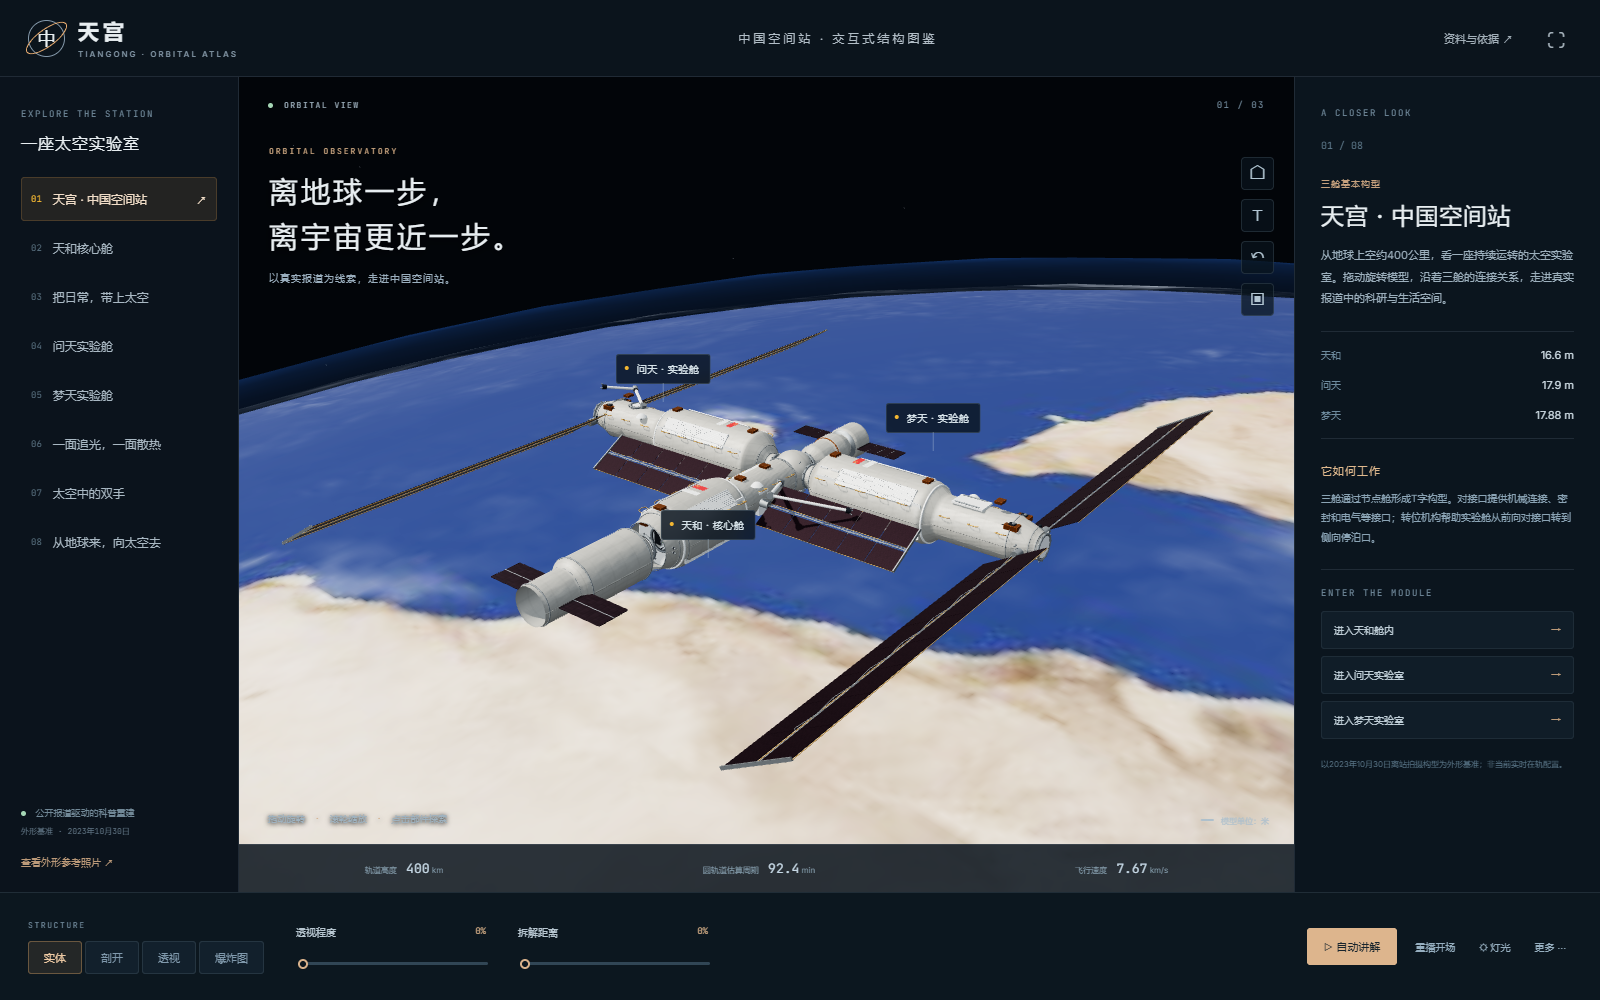 中
天宫
TIANGONG · ORBITAL ATLAS
中国空间站 · 交互式结构图鉴
资料与依据 ↗
EXPLORE THE STATION
一座太空实验室
01 天宫 · 中国空间站 ↗
02 天和核心舱
03 把日常，带上太空
04 问天实验舱
05 梦天实验舱
06 一面追光，一面散热
07 太空中的双手
08 从地球来，向太空去
公开报道驱动的科普重建
外形基准 · 2023年10月30日
查看外形参考照片 ↗
ORBITAL VIEW
01 / 03
ORBITAL OBSERVATORY
离地球一步，
离宇宙更近一步。
以真实报道为线索，走进中国空间站。
T
问天 · 实验舱
梦天 · 实验舱
天和 · 核心舱
模型单位：米
轨道高度 400 km
圆轨道估算周期 92.4 min
飞行速度 7.67 km/s
A CLOSER LOOK
01 / 08
三舱基本构型
天宫 · 中国空间站
从地球上空约400公里，看一座持续运转的太空实验
室。拖动旋转模型，沿着三舱的连接关系，走进真实
报道中的科研与生活空间。
天和 16.6 m
问天 17.9 m
梦天 17.88 m
它如何工作
三舱通过节点舱形成T字构型。对接口提供机械连接、密
封和电气等接口；转位机构帮助实验舱从前向对接口转到
侧向停泊口。
ENTER THE MODULE
进入天和舱内 →
进入问天实验室 →
进入梦天实验室 →
以2023年10月30日离站拍摄构型为外形基准；非当前实时在轨配置。
STRUCTURE
实体 剖开 透视 爆炸图
透视程度 0%
拆解距离 0%
▷ 自动讲解
重播开场
灯光
更多 ···